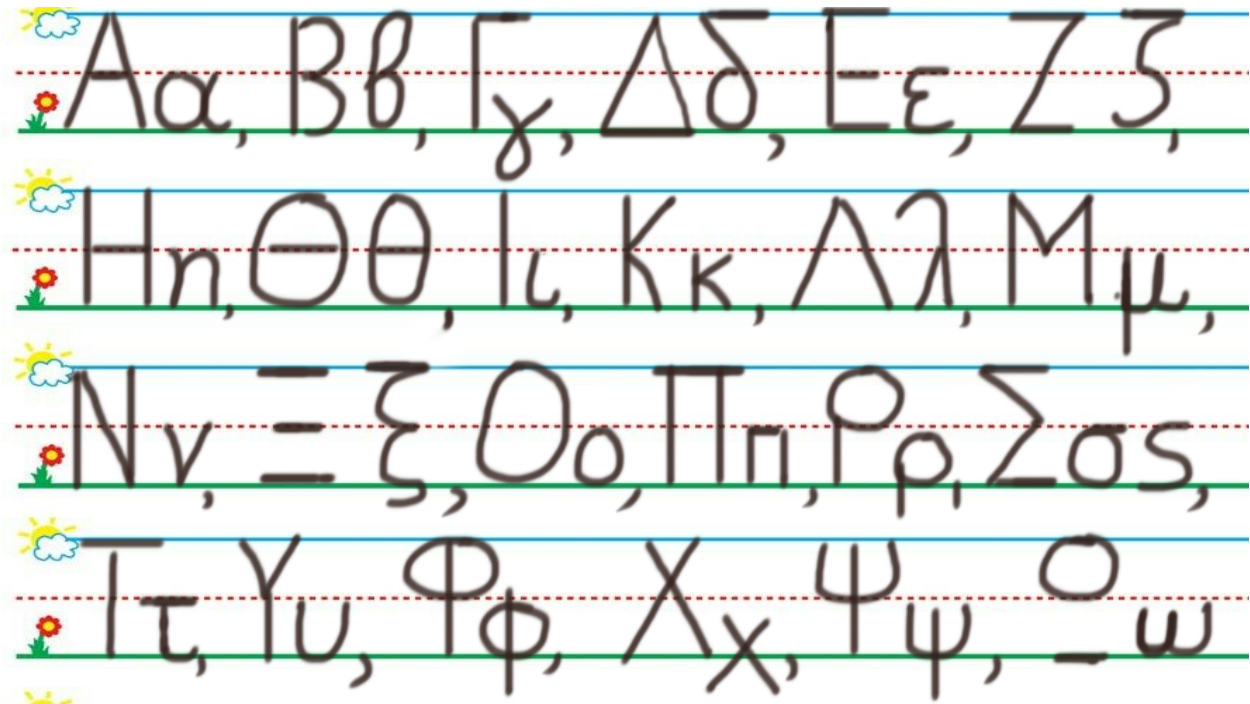 Αα, Ββ, Γγ, Δδ, Εε, Ζζ,
Ηη, Θθ, Ιι, Κκ, Λλ, Μμ,
Νν, Ξξ, Οο, Ππ, Ρρ, Σσς,
Ττ, Υυ, Φφ, Χχ, Ψψ, Ωω